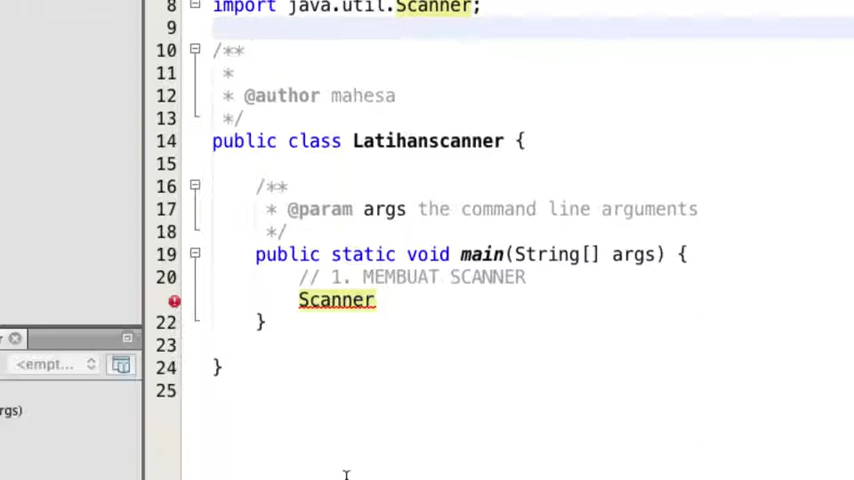 8 import java.util.Scanner;
9
10 /**
11 *
12 * @author mahesa
13 */
14 public class Latihanscanner {
15
16 /**
17 * @param args the command line arguments
18 */
19 public static void main(String[] args) {
20 // 1. MEMBUAT SCANNER
Scanner
22 }
23
24 }
25
<empt...
rgs)